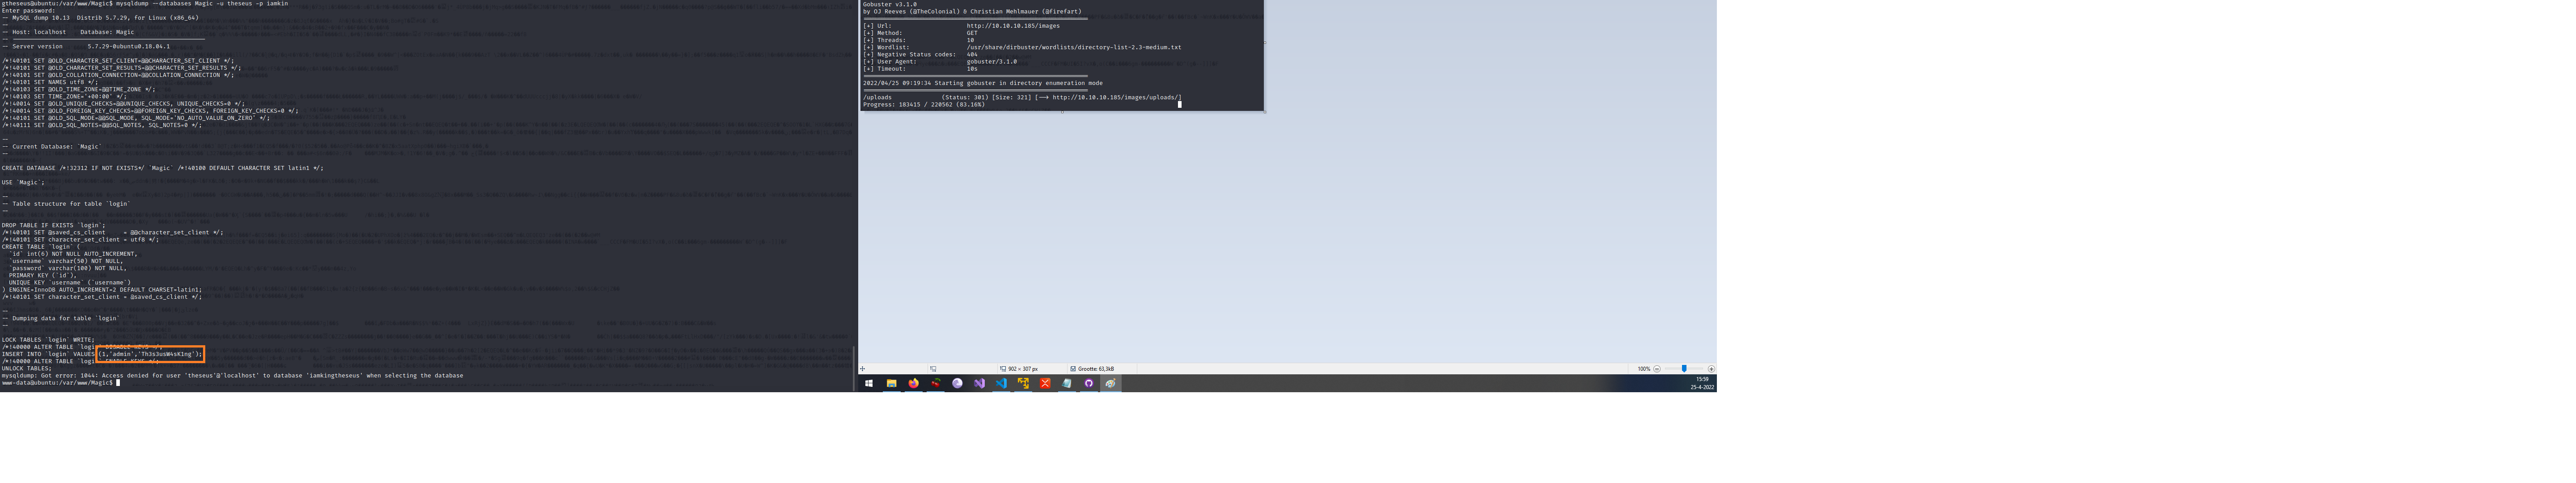 gtheseus@ubuntu:/var/www/Magic$ mysqldump --databases Magic -u theseus -p iamkin
Enter password:
-- MySQL dump 10.13  Distrib 5.7.29, for Linux (x86_64)
--
-- Host: localhost    Database: Magic
-- ------------------------------------------------------
-- Server version       5.7.29-0ubuntu0.18.04.1

/*!40101 SET @OLD_CHARACTER_SET_CLIENT=@@CHARACTER_SET_CLIENT */;
/*!40101 SET @OLD_CHARACTER_SET_RESULTS=@@CHARACTER_SET_RESULTS */;
/*!40101 SET @OLD_COLLATION_CONNECTION=@@COLLATION_CONNECTION */;
/*!40101 SET NAMES utf8 */;
/*!40103 SET @OLD_TIME_ZONE=@@TIME_ZONE */;
/*!40103 SET TIME_ZONE='+00:00' */;
/*!40014 SET @OLD_UNIQUE_CHECKS=@@UNIQUE_CHECKS, UNIQUE_CHECKS=0 */;
/*!40014 SET @OLD_FOREIGN_KEY_CHECKS=@@FOREIGN_KEY_CHECKS, FOREIGN_KEY_CHECKS=0 */;
/*!40101 SET @OLD_SQL_MODE=@@SQL_MODE, SQL_MODE='NO_AUTO_VALUE_ON_ZERO' */;
/*!40111 SET @OLD_SQL_NOTES=@@SQL_NOTES, SQL_NOTES=0 */;

--
-- Current Database: `Magic`
--

CREATE DATABASE /*!32312 IF NOT EXISTS*/ `Magic` /*!40100 DEFAULT CHARACTER SET latin1 */;

USE `Magic`;

--
-- Table structure for table `login`
--

DROP TABLE IF EXISTS `login`;
/*!40101 SET @saved_cs_client     = @@character_set_client */;
/*!40101 SET character_set_client = utf8 */;
CREATE TABLE `login` (
  `id` int(6) NOT NULL AUTO_INCREMENT,
  `username` varchar(50) NOT NULL,
  `password` varchar(100) NOT NULL,
  PRIMARY KEY (`id`),
  UNIQUE KEY `username` (`username`)
) ENGINE=InnoDB AUTO_INCREMENT=2 DEFAULT CHARSET=latin1;
/*!40101 SET character_set_client = @saved_cs_client */;

--
-- Dumping data for table `login`
--

LOCK TABLES `login` WRITE;
/*!40000 ALTER TABLE `login` DISABLE KEYS */;
INSERT INTO `login` VALUES (1,'admin','Th3s3usW4sK1ng');
/*!40000 ALTER TABLE `login` ENABLE KEYS */;
UNLOCK TABLES;
mysqldump: Got error: 1044: Access denied for user 'theseus'@'localhost' to database 'iamkingtheseus' when selecting the database
www-data@ubuntu:/var/www/Magic$
Gobuster v3.1.0
by OJ Reeves (@TheColonial) & Christian Mehlmauer (@firefart)
===============================================================
[+] Url:                     http://10.10.10.185/images
[+] Method:                  GET
[+] Threads:                 10
[+] Wordlist:                /usr/share/dirbuster/wordlists/directory-list-2.3-medium.txt
[+] Negative Status codes:   404
[+] User Agent:              gobuster/3.1.0
[+] Timeout:                 10s
===============================================================
2022/04/25 09:19:34 Starting gobuster in directory enumeration mode
===============================================================
/uploads              (Status: 301) [Size: 321] [--> http://10.10.10.185/images/uploads/]
Progress: 183415 / 220562 (83.16%)
902 × 307 px
Grootte: 63,3kB
100%
15:59
25-4-2022